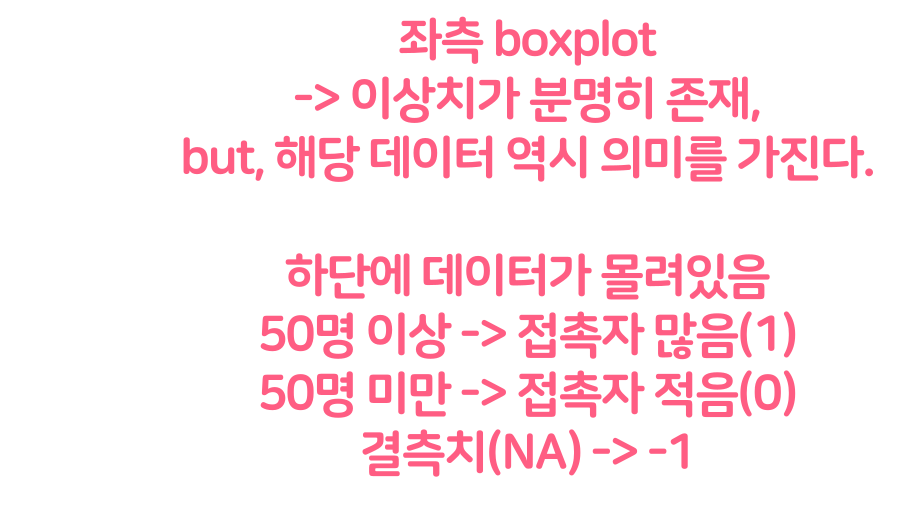 좌측 boxplot
-> 이상치가 분명히 존재,
but, 해당 데이터 역시 의미를 가진다.
하단에 데이터가 몰려있음
50명 이상 -> 접촉자 많음(1)
50명 미만 -> 접촉자 적음(0)
결측치(NA) -> -1